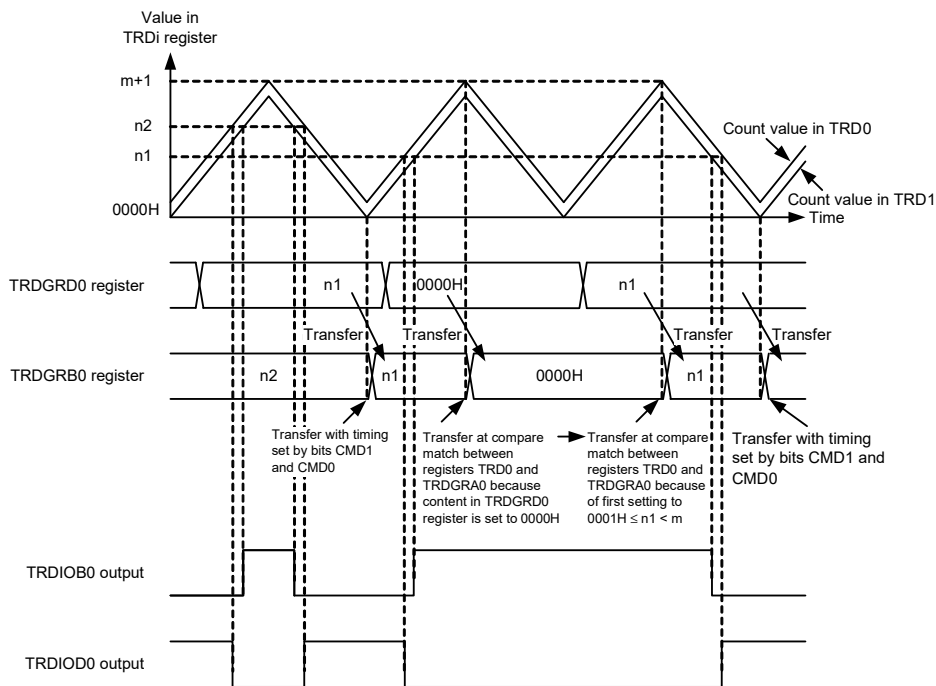 Value in
TRDi register
m+1
n2
n1
0000H
Count value in TRD0
Count value in TRD1
Time
TRDGRD0 register
n1
0000H
n1
Transfer
Transfer
Transfer
Transfer
TRDGRB0 register
n2
n1
0000H
n1
Transfer with timing
set by bits CMD1
and CMD0
Transfer at compare
match between
registers TRD0 and
TRDGRA0 because
content in TRDGRD0
register is set to 0000H
Transfer at compare
match between
registers TRD0 and
TRDGRA0 because
of first setting to
0001H ≤ n1 < m
Transfer with timing
set by bits CMD1 and
CMD0
TRDIOB0 output
TRDIOD0 output